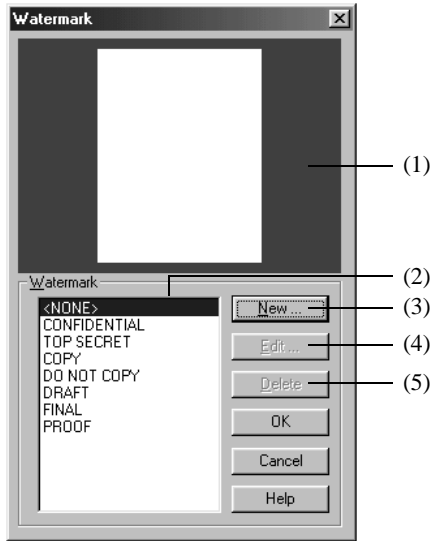 Watermark
(1)
(2)
Watermark
<NONE>
CONFIDENTIAL
TOP SECRET
COPY
DO NOT COPY
DRAFT
FINAL
PROOF
New ...
(3)
Edit ...
(4)
Delete
(5)
OK
Cancel
Help